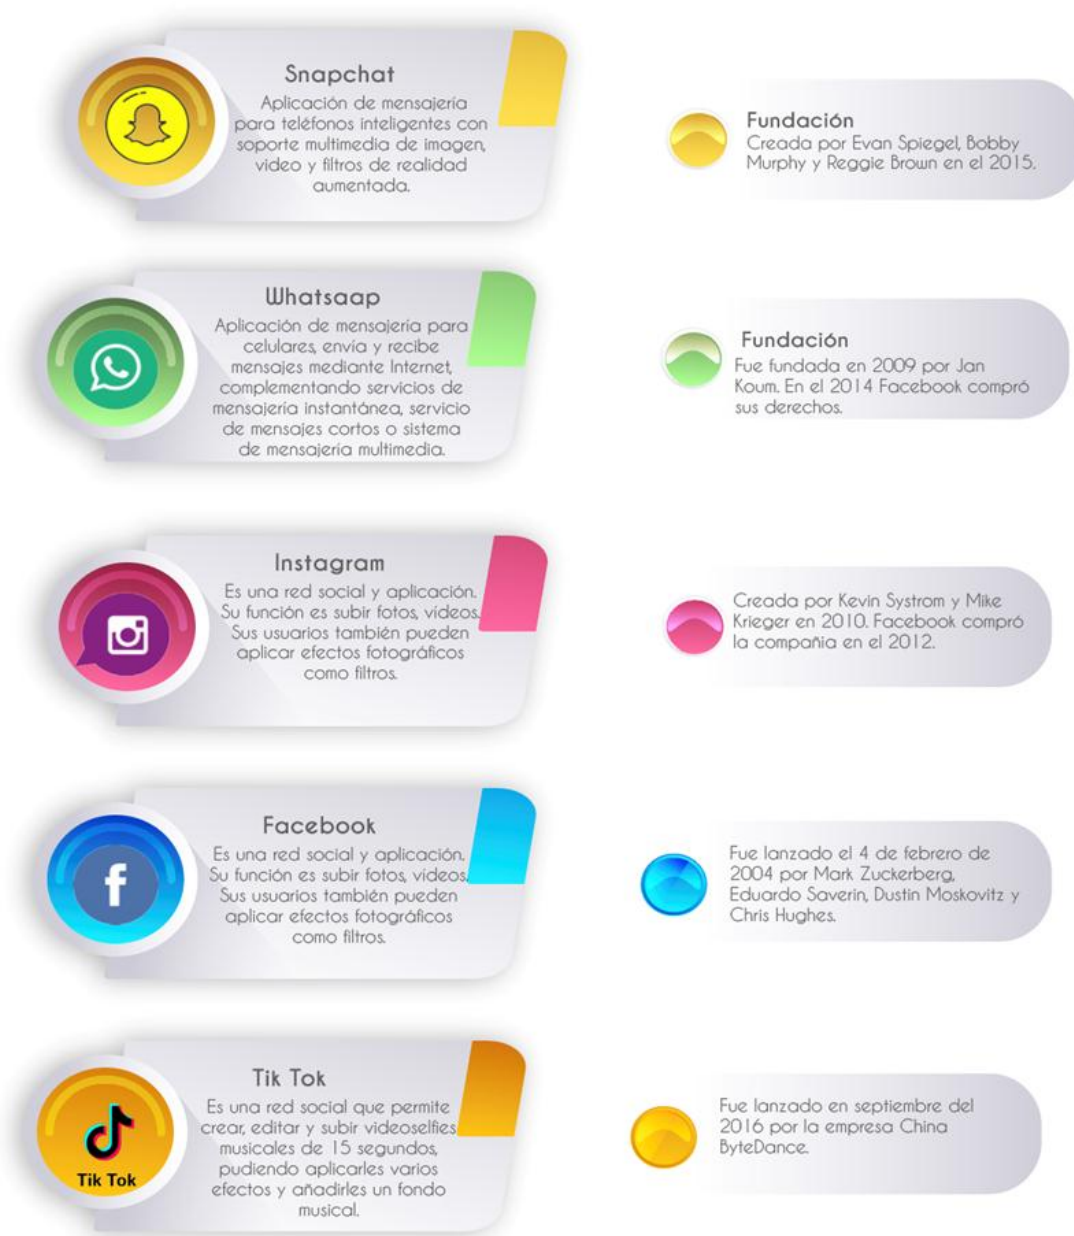 Snapchat
Aplicación de mensajería
para teléfonos inteligentes con
soporte multimedia de imagen,
video y filtros de realidad
aumentada.
Fundación
Creada por Evan Spiegel, Bobby
Murphy y Reggie Brown en el 2015.
Whatsaap
Aplicación de mensajería para
celulares, envía y recibe
mensajes mediante Internet,
complementando servicios de
mensajería instantánea, servicio
de mensajes cortos o sistema
de mensajería multimedia.
Fundación
Fue fundada en 2009 por Jan
Koum. En el 2014 Facebook compró
sus derechos.
Instagram
Es una red social y aplicación.
Su función es subir fotos, vídeos.
Sus usuarios también pueden
aplicar efectos fotográficos
como filtros.
Creada por Kevin Systrom y Mike
Krieger en 2010. Facebook compró
la compañia en el 2012.
Facebook
Es una red social y aplicación.
Su función es subir fotos, vídeos.
Sus usuarios también pueden
aplicar efectos fotográficos
como filtros.
Fue lanzado el 4 de febrero de
2004 por Mark Zuckerberg,
Eduardo Saverin, Dustin Moskovitz y
Chris Hughes.
Tik Tok
Tik Tok
Es una red social que permite
crear, editar y subir videoselfies
musicales de 15 segundos,
pudiendo aplicarles varios
efectos y añadirles un fondo
musical.
Fue lanzado en septiembre del
2016 por la empresa China
ByteDance.